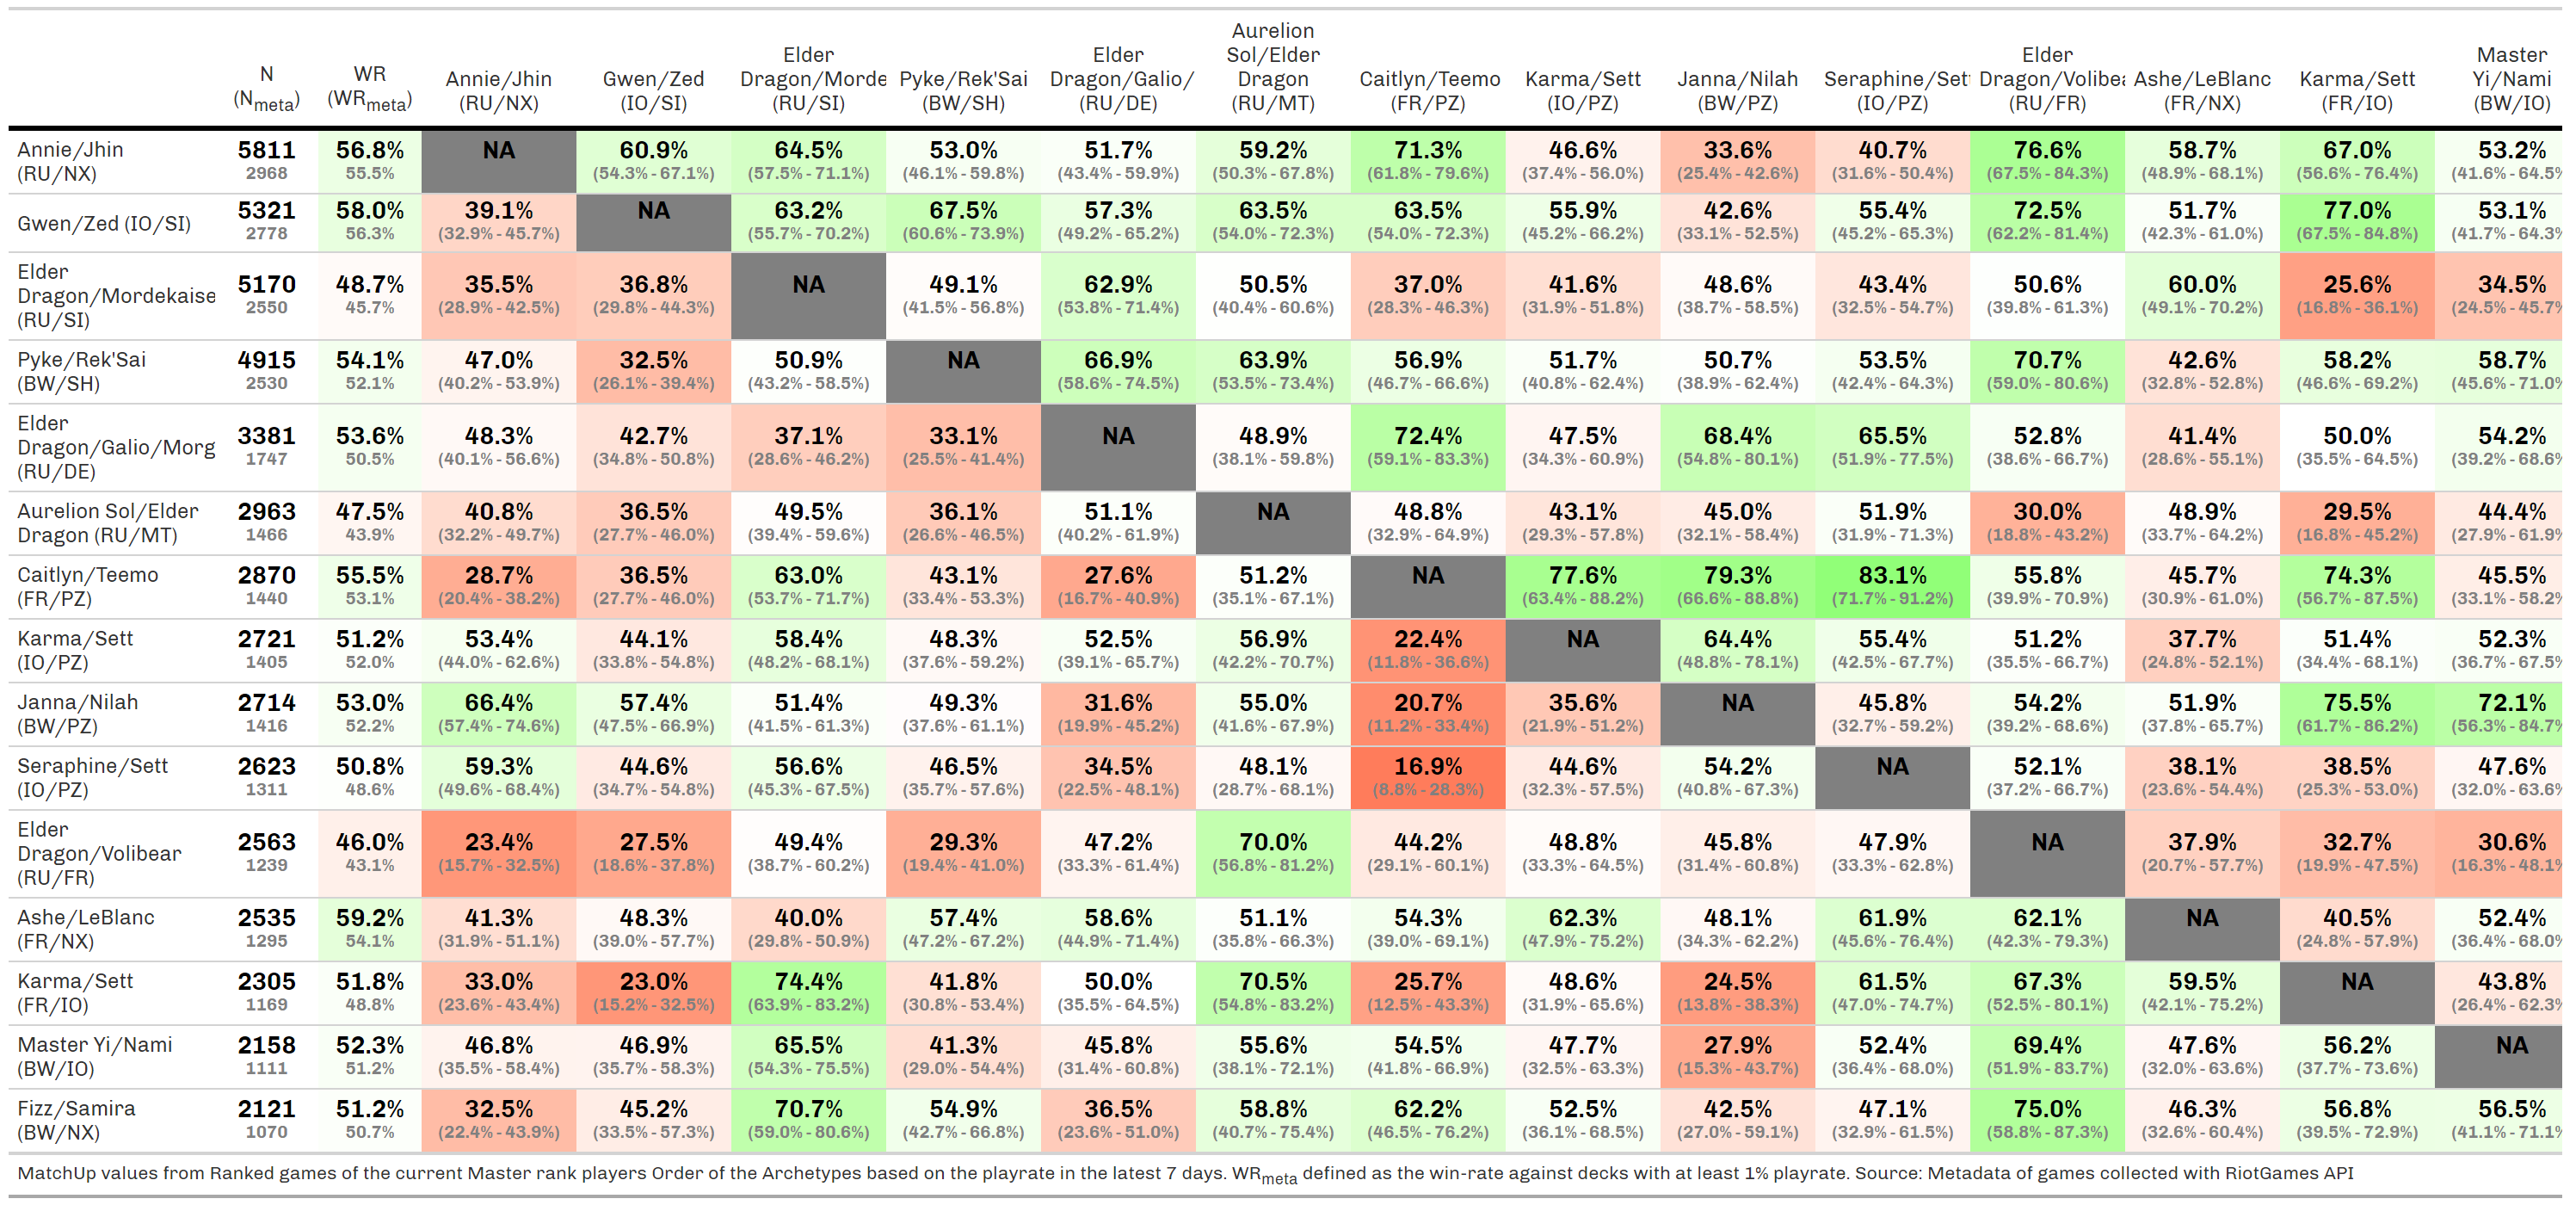 N (Nmeta) WR (WRmeta) Annie/Jhin (RU/NX) Gwen/Zed (IO/SI) Elder Dragon/Morde (RU/SI) Pyke/Rek'Sai (BW/SH) Elder Dragon/Galio/ (RU/DE) Aurelion Sol/Elder Dragon (RU/MT) Caitlyn/Teemo (FR/PZ) Karma/Sett (IO/PZ) Janna/Nilah (BW/PZ) Seraphine/Set (IO/PZ) Elder Dragon/Volibea (RU/FR) Ashe/LeBlanc (FR/NX) Karma/Sett (FR/IO) Master Yi/Nami (BW/IO)
Annie/Jhin 5811 56.8% NA 60.9% 64.5% 53.0% 51.7% 59.2% 71.3% 46.6% 33.6% 40.7% 76.6% 58.7% 67.0% 53.2%
(RU/NX) 2968 55.5% (54.3% - 67.1%) (57.5% - 71.1%) (46.1% - 59.8%) (43.4% - 59.9%) (50.3% - 67.8%) (61.8% - 79.6%) (37.4% - 56.0%) (25.4% - 42.6%) (31.6% - 50.4%) (67.5% - 84.3%) (48.9% - 68.1%) (56.6% - 76.4%) (41.6% - 64.5%
Gwen/Zed (IO/SI) 5321 58.0% 39.1% NA 63.2% 67.5% 57.3% 63.5% 63.5% 55.9% 42.6% 55.4% 72.5% 51.7% 77.0% 53.1%
2778 56.3% (32.9% - 45.7%) (55.7% - 70.2%) (60.6% - 73.9%) (49.2% - 65.2%) (54.0% - 72.3%) (54.0% - 72.3%) (45.2% - 66.2%) (33.1% - 52.5%) (45.2% - 65.3%) (62.2% - 81.4%) (42.3% - 61.0%) (67.5% - 84.8%) (41.7% - 64.3%
Elder
Dragon/Mordekaise 5170 48.7% 35.5% 36.8% NA 49.1% 62.9% 50.5% 37.0% 41.6% 48.6% 43.4% 50.6% 60.0% 25.6% 34.5%
(RU/SI) 2550 45.7% (28.9% - 42.5%) (29.8% - 44.3%) (41.5% - 56.8%) (53.8% - 71.4%) (40.4% - 60.6%) (28.3% - 46.3%) (31.9% - 51.8%) (38.7% - 58.5%) (32.5% - 54.7%) (39.8% - 61.3%) (49.1% - 70.2%) (16.8% - 36.1%) (24.5% - 45.7%
Pyke/Rek'Sai 4915 54.1% 47.0% 32.5% 50.9% NA 66.9% 63.9% 56.9% 51.7% 50.7% 53.5% 70.7% 42.6% 58.2% 58.7%
(BW/SH) 2530 52.1% (40.2% - 53.9%) (26.1% - 39.4%) (43.2% - 58.5%) (58.6% - 74.5%) (53.5% - 73.4%) (46.7% - 66.6%) (40.8% - 62.4%) (38.9% - 62.4%) (42.4% - 64.3%) (59.0% - 80.6%) (32.8% - 52.8%) (46.6% - 69.2%) (45.6% - 71.0%
Elder
Dragon/Galio/Morg 3381 53.6% 48.3% 42.7% 37.1% 33.1% NA 48.9% 72.4% 47.5% 68.4% 65.5% 52.8% 41.4% 50.0% 54.2%
(RU/DE) 1747 50.5% (40.1% - 56.6%) (34.8% - 50.8%) (28.6% - 46.2%) (25.5% - 41.4%) (38.1% - 59.8%) (59.1% - 83.3%) (34.3% - 60.9%) (54.8% - 80.1%) (51.9% - 77.5%) (38.6% - 66.7%) (28.6% - 55.1%) (35.5% - 64.5%) (39.2% - 68.6%
Aurelion Sol/Elder 2963 47.5% 40.8% 36.5% 49.5% 36.1% 51.1% NA 48.8% 43.1% 45.0% 51.9% 30.0% 48.9% 29.5% 44.4%
Dragon (RU/MT) 1466 43.9% (32.2% - 49.7%) (27.7% - 46.0%) (39.4% - 59.6%) (26.6% - 46.5%) (40.2% - 61.9%) (32.9% - 64.9%) (29.3% - 57.8%) (32.1% - 58.4%) (31.9% - 71.3%) (18.8% - 43.2%) (33.7% - 64.2%) (16.8% - 45.2%) (27.9% - 61.9%
Caitlyn/Teemo 2870 55.5% 28.7% 36.5% 63.0% 43.1% 27.6% 51.2% NA 77.6% 79.3% 83.1% 55.8% 45.7% 74.3% 45.5%
(FR/PZ) 1440 53.1% (20.4% - 38.2%) (27.7% - 46.0%) (53.7% - 71.7%) (33.4% - 53.3%) (16.7% - 40.9%) (35.1% - 67.1%) (63.4% - 88.2%) (66.6% - 88.8%) (71.7% - 91.2%) (39.9% - 70.9%) (30.9% - 61.0%) (56.7% - 87.5%) (33.1% - 58.2%
Karma/Sett 2721 51.2% 53.4% 44.1% 58.4% 48.3% 52.5% 56.9% 22.4% NA 64.4% 55.4% 51.2% 37.7% 51.4% 52.3%
(IO/PZ) 1405 52.0% (44.0% - 62.6%) (33.8% - 54.8%) (48.2% - 68.1%) (37.6% - 59.2%) (39.1% - 65.7%) (42.2% - 70.7%) (11.8% - 36.6%) (48.8% - 78.1%) (42.5% - 67.7%) (35.5% - 66.7%) (24.8% - 52.1%) (34.4% - 68.1%) (36.7% - 67.5%
Janna/Nilah 2714 53.0% 66.4% 57.4% 51.4% 49.3% 31.6% 55.0% 20.7% 35.6% NA 45.8% 54.2% 51.9% 75.5% 72.1%
(BW/PZ) 1416 52.2% (57.4% - 74.6%) (47.5% - 66.9%) (41.5% - 61.3%) (37.6% - 61.1%) (19.9% - 45.2%) (41.6% - 67.9%) (11.2% - 33.4%) (21.9% - 51.2%) (32.7% - 59.2%) (39.2% - 68.6%) (37.8% - 65.7%) (61.7% - 86.2%) (56.3% - 84.7%
Seraphine/Sett 2623 50.8% 59.3% 44.6% 56.6% 46.5% 34.5% 48.1% 16.9% 44.6% 54.2% NA 52.1% 38.1% 38.5% 47.6%
(IO/PZ) 1311 48.6% (49.6% - 68.4%) (34.7% - 54.8%) (45.3% - 67.5%) (35.7% - 57.6%) (22.5% - 48.1%) (28.7% - 68.1%) (8.8% - 28.3%) (32.3% - 57.5%) (40.8% - 67.3%) (37.2% - 66.7%) (23.6% - 54.4%) (25.3% - 53.0%) (32.0% - 63.6%
Elder
Dragon/Volibear 2563 46.0% 23.4% 27.5% 49.4% 29.3% 47.2% 70.0% 44.2% 48.8% 45.8% 47.9% NA 37.9% 32.7% 30.6%
(RU/FR) 1239 43.1% (15.7% - 32.5%) (18.6% - 37.8%) (38.7% - 60.2%) (19.4% - 41.0%) (33.3% - 61.4%) (56.8% - 81.2%) (29.1% - 60.1%) (33.3% - 64.5%) (31.4% - 60.8%) (33.3% - 62.8%) (20.7% - 57.7%) (19.9% - 47.5%) (16.3% - 48.1%
Ashe/LeBlanc 2535 59.2% 41.3% 48.3% 40.0% 57.4% 58.6% 51.1% 54.3% 62.3% 48.1% 61.9% 62.1% NA 40.5% 52.4%
(FR/NX) 1295 54.1% (31.9% - 51.1%) (39.0% - 57.7%) (29.8% - 50.9%) (47.2% - 67.2%) (44.9% - 71.4%) (35.8% - 66.3%) (39.0% - 69.1%) (47.9% - 75.2%) (34.3% - 62.2%) (45.6% - 76.4%) (42.3% - 79.3%) (24.8% - 57.9%) (36.4% - 68.0%
Karma/Sett 2305 51.8% 33.0% 23.0% 74.4% 41.8% 50.0% 70.5% 25.7% 48.6% 24.5% 61.5% 67.3% 59.5% NA 43.8%
(FR/IO) 1169 48.8% (23.6% - 43.4%) (15.2% - 32.5%) (63.9% - 83.2%) (30.8% - 53.4%) (35.5% - 64.5%) (54.8% - 83.2%) (12.5% - 43.3%) (31.9% - 65.6%) (13.8% - 38.3%) (47.0% - 74.7%) (52.5% - 80.1%) (42.1% - 75.2%) (26.4% - 62.3%
Master Yi/Nami 2158 52.3% 46.8% 46.9% 65.5% 41.3% 45.8% 55.6% 54.5% 47.7% 27.9% 52.4% 69.4% 47.6% 56.2% NA
(BW/IO) 1111 51.2% (35.5% - 58.4%) (35.7% - 58.3%) (54.3% - 75.5%) (29.0% - 54.4%) (31.4% - 60.8%) (38.1% - 72.1%) (41.8% - 66.9%) (32.5% - 63.3%) (15.3% - 43.7%) (36.4% - 68.0%) (51.9% - 83.7%) (32.0% - 63.6%) (37.7% - 73.6%)
Fizz/Samira 2121 51.2% 32.5% 45.2% 70.7% 54.9% 36.5% 58.8% 62.2% 52.5% 42.5% 47.1% 75.0% 46.3% 56.8% 56.5%
(BW/NX) 1070 50.7% (22.4% - 43.9%) (33.5% - 57.3%) (59.0% - 80.6%) (42.7% - 66.8%) (23.6% - 51.0%) (40.7% - 75.4%) (46.5% - 76.2%) (36.1% - 68.5%) (27.0% - 59.1%) (32.9% - 61.5%) (58.8% - 87.3%) (32.6% - 60.4%) (39.5% - 72.9%) (41.1% - 71.1%
MatchUp values from Ranked games of the current Master rank players Order of the Archetypes based on the playrate in the latest 7 days. WRmeta defined as the win-rate against decks with at least 1% playrate. Source: Metadata of games collected with RiotGames API